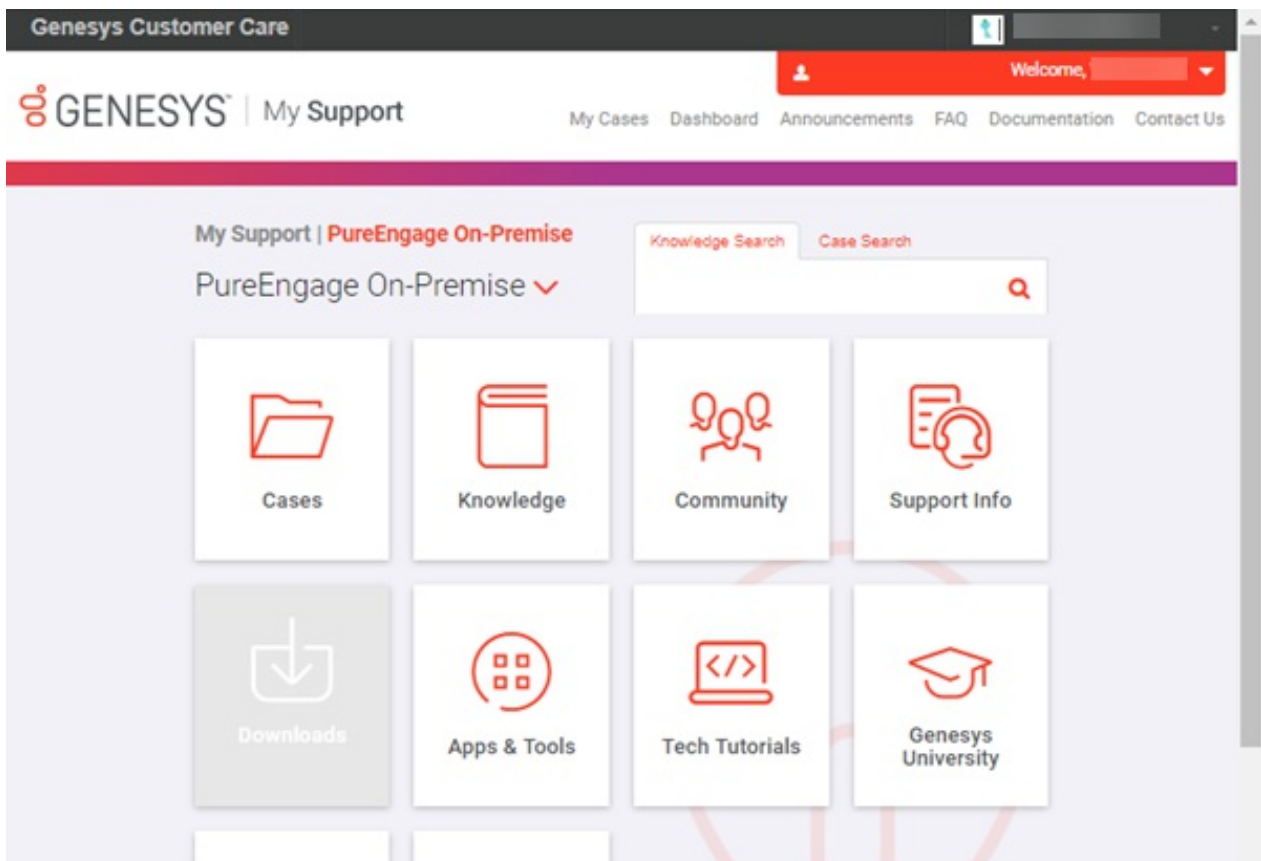 Genesys Customer Care
Welcome,
GENESYS™ | My Support
My Cases Dashboard Announcements FAQ Documentation Contact Us
My Support | PureEngage On-Premise
Knowledge Search Case Search
PureEngage On-Premise
Cases
Knowledge
Community
Support Info
Downloads
Apps & Tools
Tech Tutorials
Genesys
University